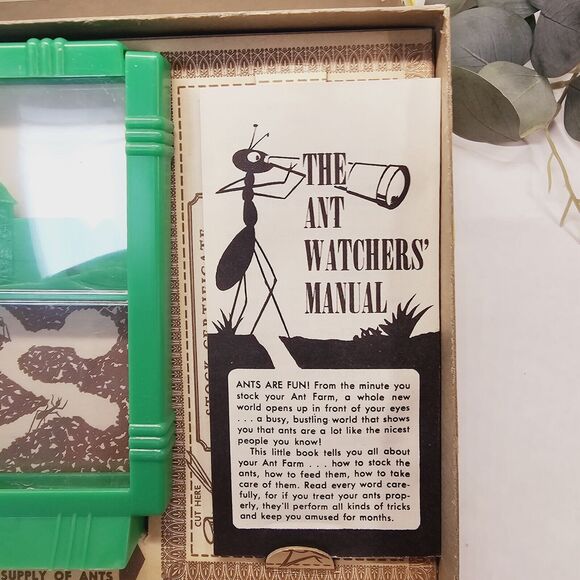 THE
ANT
WATCHERS'
MANUAL
ANTS ARE FUN! From the minute you
stock your Ant Farm, a whole new
world opens up in front of your eyes
. . . a busy, bustling world that shows
you that ants are a lot like the nicest
people you know!
This little book tells you all about
your Ant Farm . . . how to stock the
ants, how to feed them, how to take
care of them. Read every word care-
fully, for if you treat your ants prop-
erly, they'll perform all kinds of tricks
and keep you amused for months.
STOCK CERTIFICATE
CUT HERE
SUPPLY OF ANTS